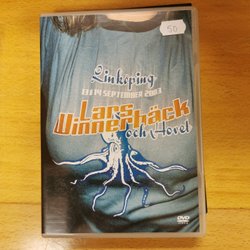 50:-
Linköping
13/14 SEPTEMBER 2003
Lars
Winnerbäck
och Hovet
DVD